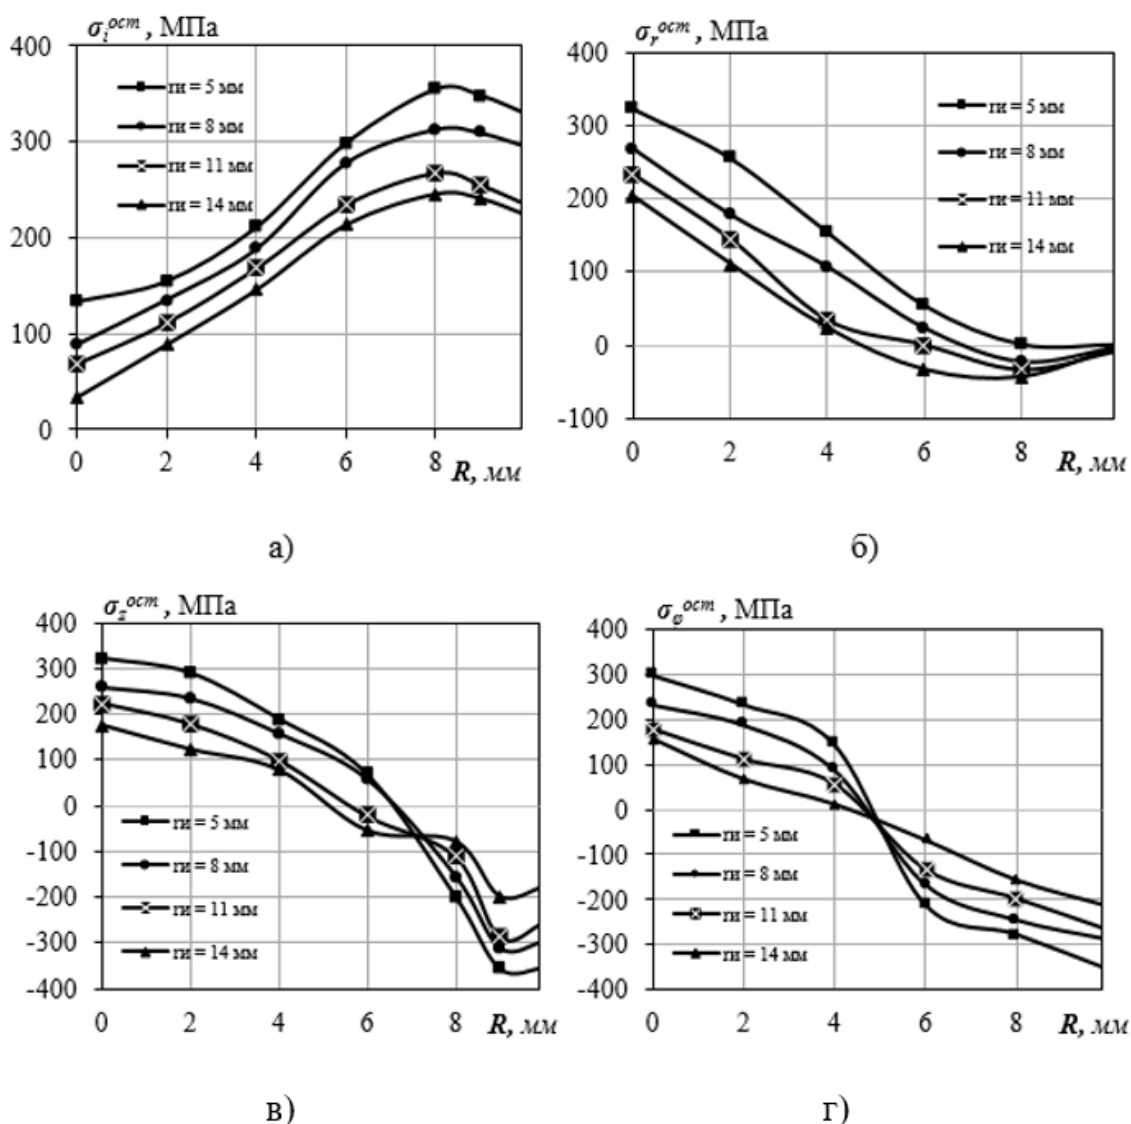 σᵢᵒᶜᵐ , МПа
400
300
200
100
0
rи = 5 мм
rи = 8 мм
rи = 11 мм
rи = 14 мм
0 2 4 6 8 R, мм
а)
σᵣᵒᶜᵐ , МПа
400
300
200
100
0
-100
rи = 5 мм
rи = 8 мм
rи = 11 мм
rи = 14 мм
0 2 4 6 8 R, мм
б)
σ_zᵒᶜᵐ , МПа
400
300
200
100
0
-100
-200
-300
-400
rи = 5 мм
rи = 8 мм
rи = 11 мм
rи = 14 мм
0 2 4 6 8 R, мм
в)
σᵩᵒᶜᵐ , МПа
400
300
200
100
0
-100
-200
-300
-400
rи = 5 мм
rи = 8 мм
rи = 11 мм
rи = 14 мм
0 2 4 6 8 R, мм
г)